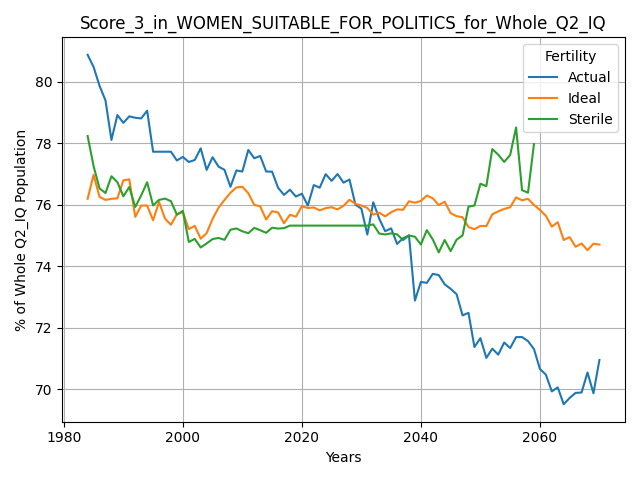 Score_3_in_WOMEN_SUITABLE_FOR_POLITICS_for_Whole_Q2_IQ
% of Whole Q2_IQ Population
80
78
76
74
72
70
Fertility
Actual
Ideal
Sterile
1980
2000
2020
2040
2060
Years